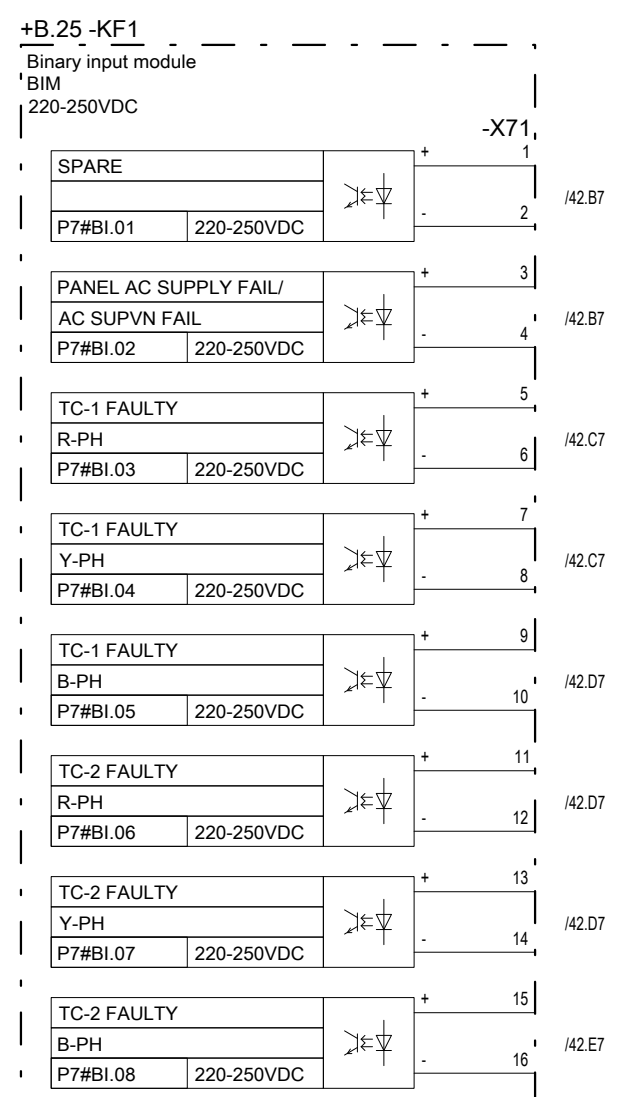 +B.25 -KF1
Binary input module
BIM
220-250VDC
-X71
SPARE + 1
P7#BI.01 220-250VDC - 2 /42.B7
PANEL AC SUPPLY FAIL/ + 3
AC SUPVN FAIL /42.B7
P7#BI.02 220-250VDC - 4
TC-1 FAULTY + 5
R-PH /42.C7
P7#BI.03 220-250VDC - 6
TC-1 FAULTY + 7
Y-PH /42.C7
P7#BI.04 220-250VDC - 8
TC-1 FAULTY + 9
B-PH /42.D7
P7#BI.05 220-250VDC - 10
TC-2 FAULTY + 11
R-PH /42.D7
P7#BI.06 220-250VDC - 12
TC-2 FAULTY + 13
Y-PH /42.D7
P7#BI.07 220-250VDC - 14
TC-2 FAULTY + 15
B-PH /42.E7
P7#BI.08 220-250VDC - 16